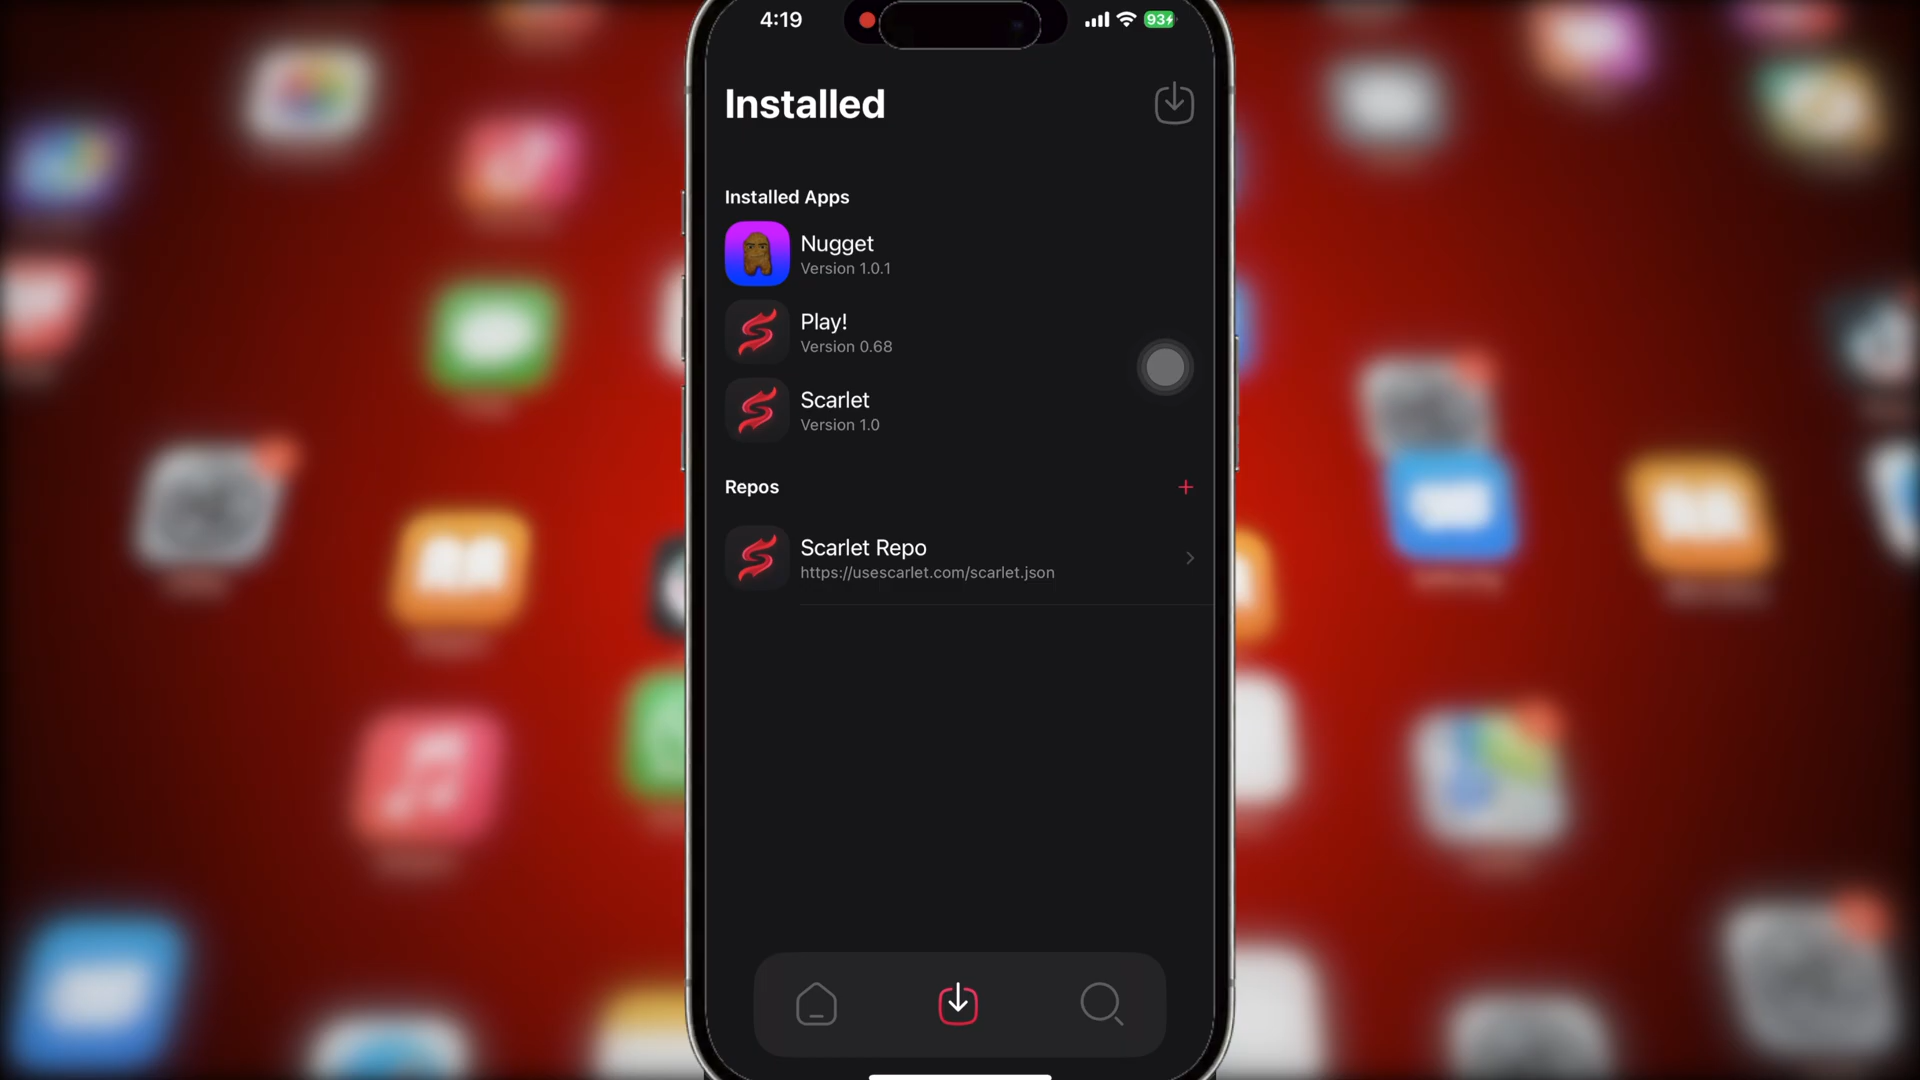 4:19
93
Installed
Installed Apps
Nugget
Version 1.0.1
Play!
Version 0.68
Scarlet
Version 1.0
Repos
+
Scarlet Repo
https://usescarlet.com/scarlet.json